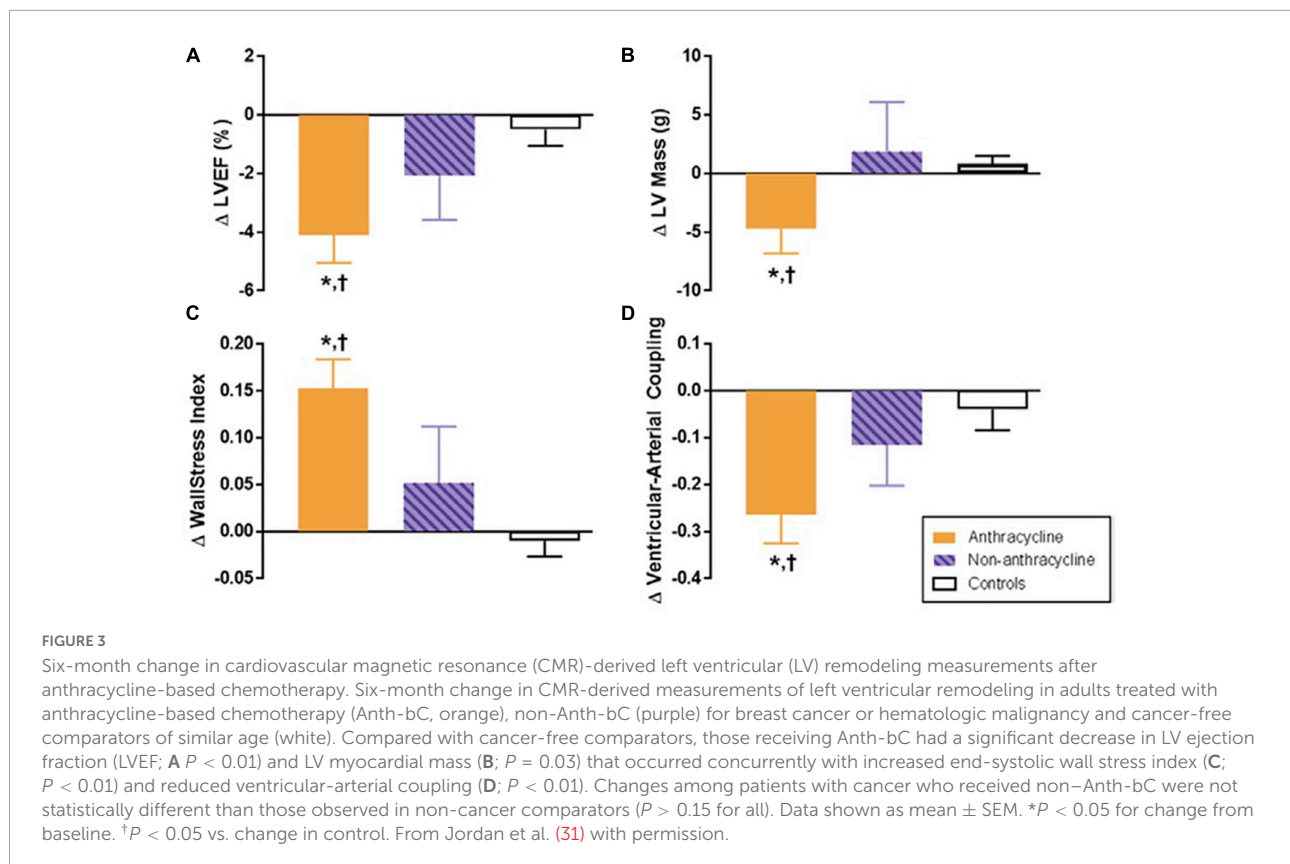 A
2
0
-2
-4
-6
Δ LVEF (%)
*,†
B
10
5
0
-5
-10
Δ LV Mass (g)
*,†
C
0.20
0.15
0.10
0.05
0.00
-0.05
Δ WallStress Index
*,†
D
0.1
0.0
-0.1
-0.2
-0.3
-0.4
Δ Ventricular-Arterial Coupling
*,†
Anthracycline
Non-anthracycline
Controls
FIGURE 3
Six-month change in cardiovascular magnetic resonance (CMR)-derived left ventricular (LV) remodeling measurements after
anthracycline-based chemotherapy. Six-month change in CMR-derived measurements of left ventricular remodeling in adults treated with
anthracycline-based chemotherapy (Anth-bC, orange), non-Anth-bC (purple) for breast cancer or hematologic malignancy and cancer-free
comparators of similar age (white). Compared with cancer-free comparators, those receiving Anth-bC had a significant decrease in LV ejection
fraction (LVEF; A P < 0.01) and LV myocardial mass (B; P = 0.03) that occurred concurrently with increased end-systolic wall stress index (C;
P < 0.01) and reduced ventricular-arterial coupling (D; P < 0.01). Changes among patients with cancer who received non–Anth-bC were not
statistically different than those observed in non-cancer comparators (P > 0.15 for all). Data shown as mean ± SEM. *P < 0.05 for change from
baseline. †P < 0.05 vs. change in control. From Jordan et al. (31) with permission.